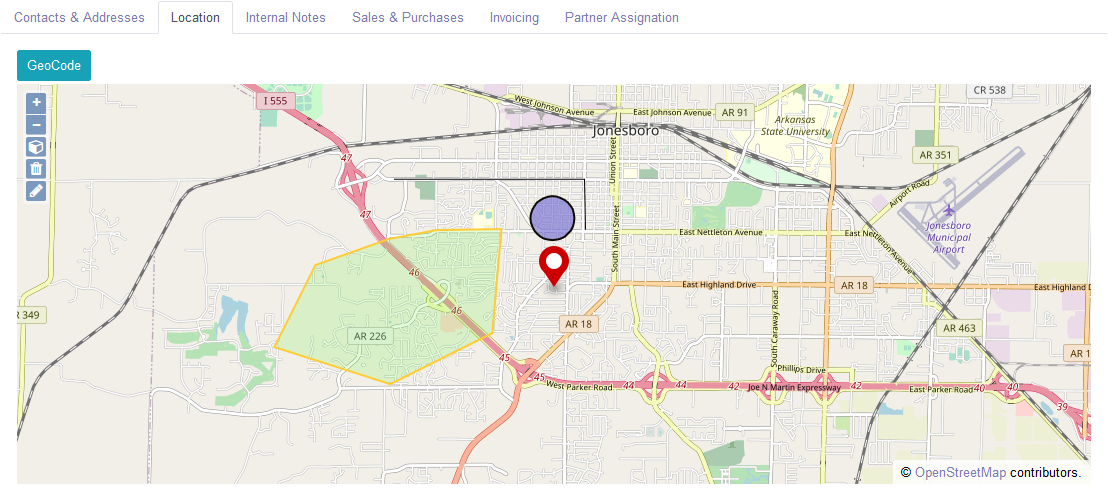 Contacts & Addresses Location Internal Notes Sales & Purchases Invoicing Partner Assignation
GeoCode
I 555
CR 538
+
West Johnson Avenue
East Johnson Avenue
AR 91
Arkansas
State University
−
Jonesboro
Union Street
47
AR 351
Airport Road
47
South Main Street
East Nettleton Avenue
East Nettleton Avenue
Jonesboro
Municipal
Airport
46
East Highland Drive
AR 18
East Highland D
46
AR 349
AR 18
South Caraway Road
AR 463
AR 226
45
AR 1
Phillips Drive
45
West Parker Road
44
44
42
Joe N Martin Expressway
42
East Parker Road
40
40
39
© OpenStreetMap contributors.